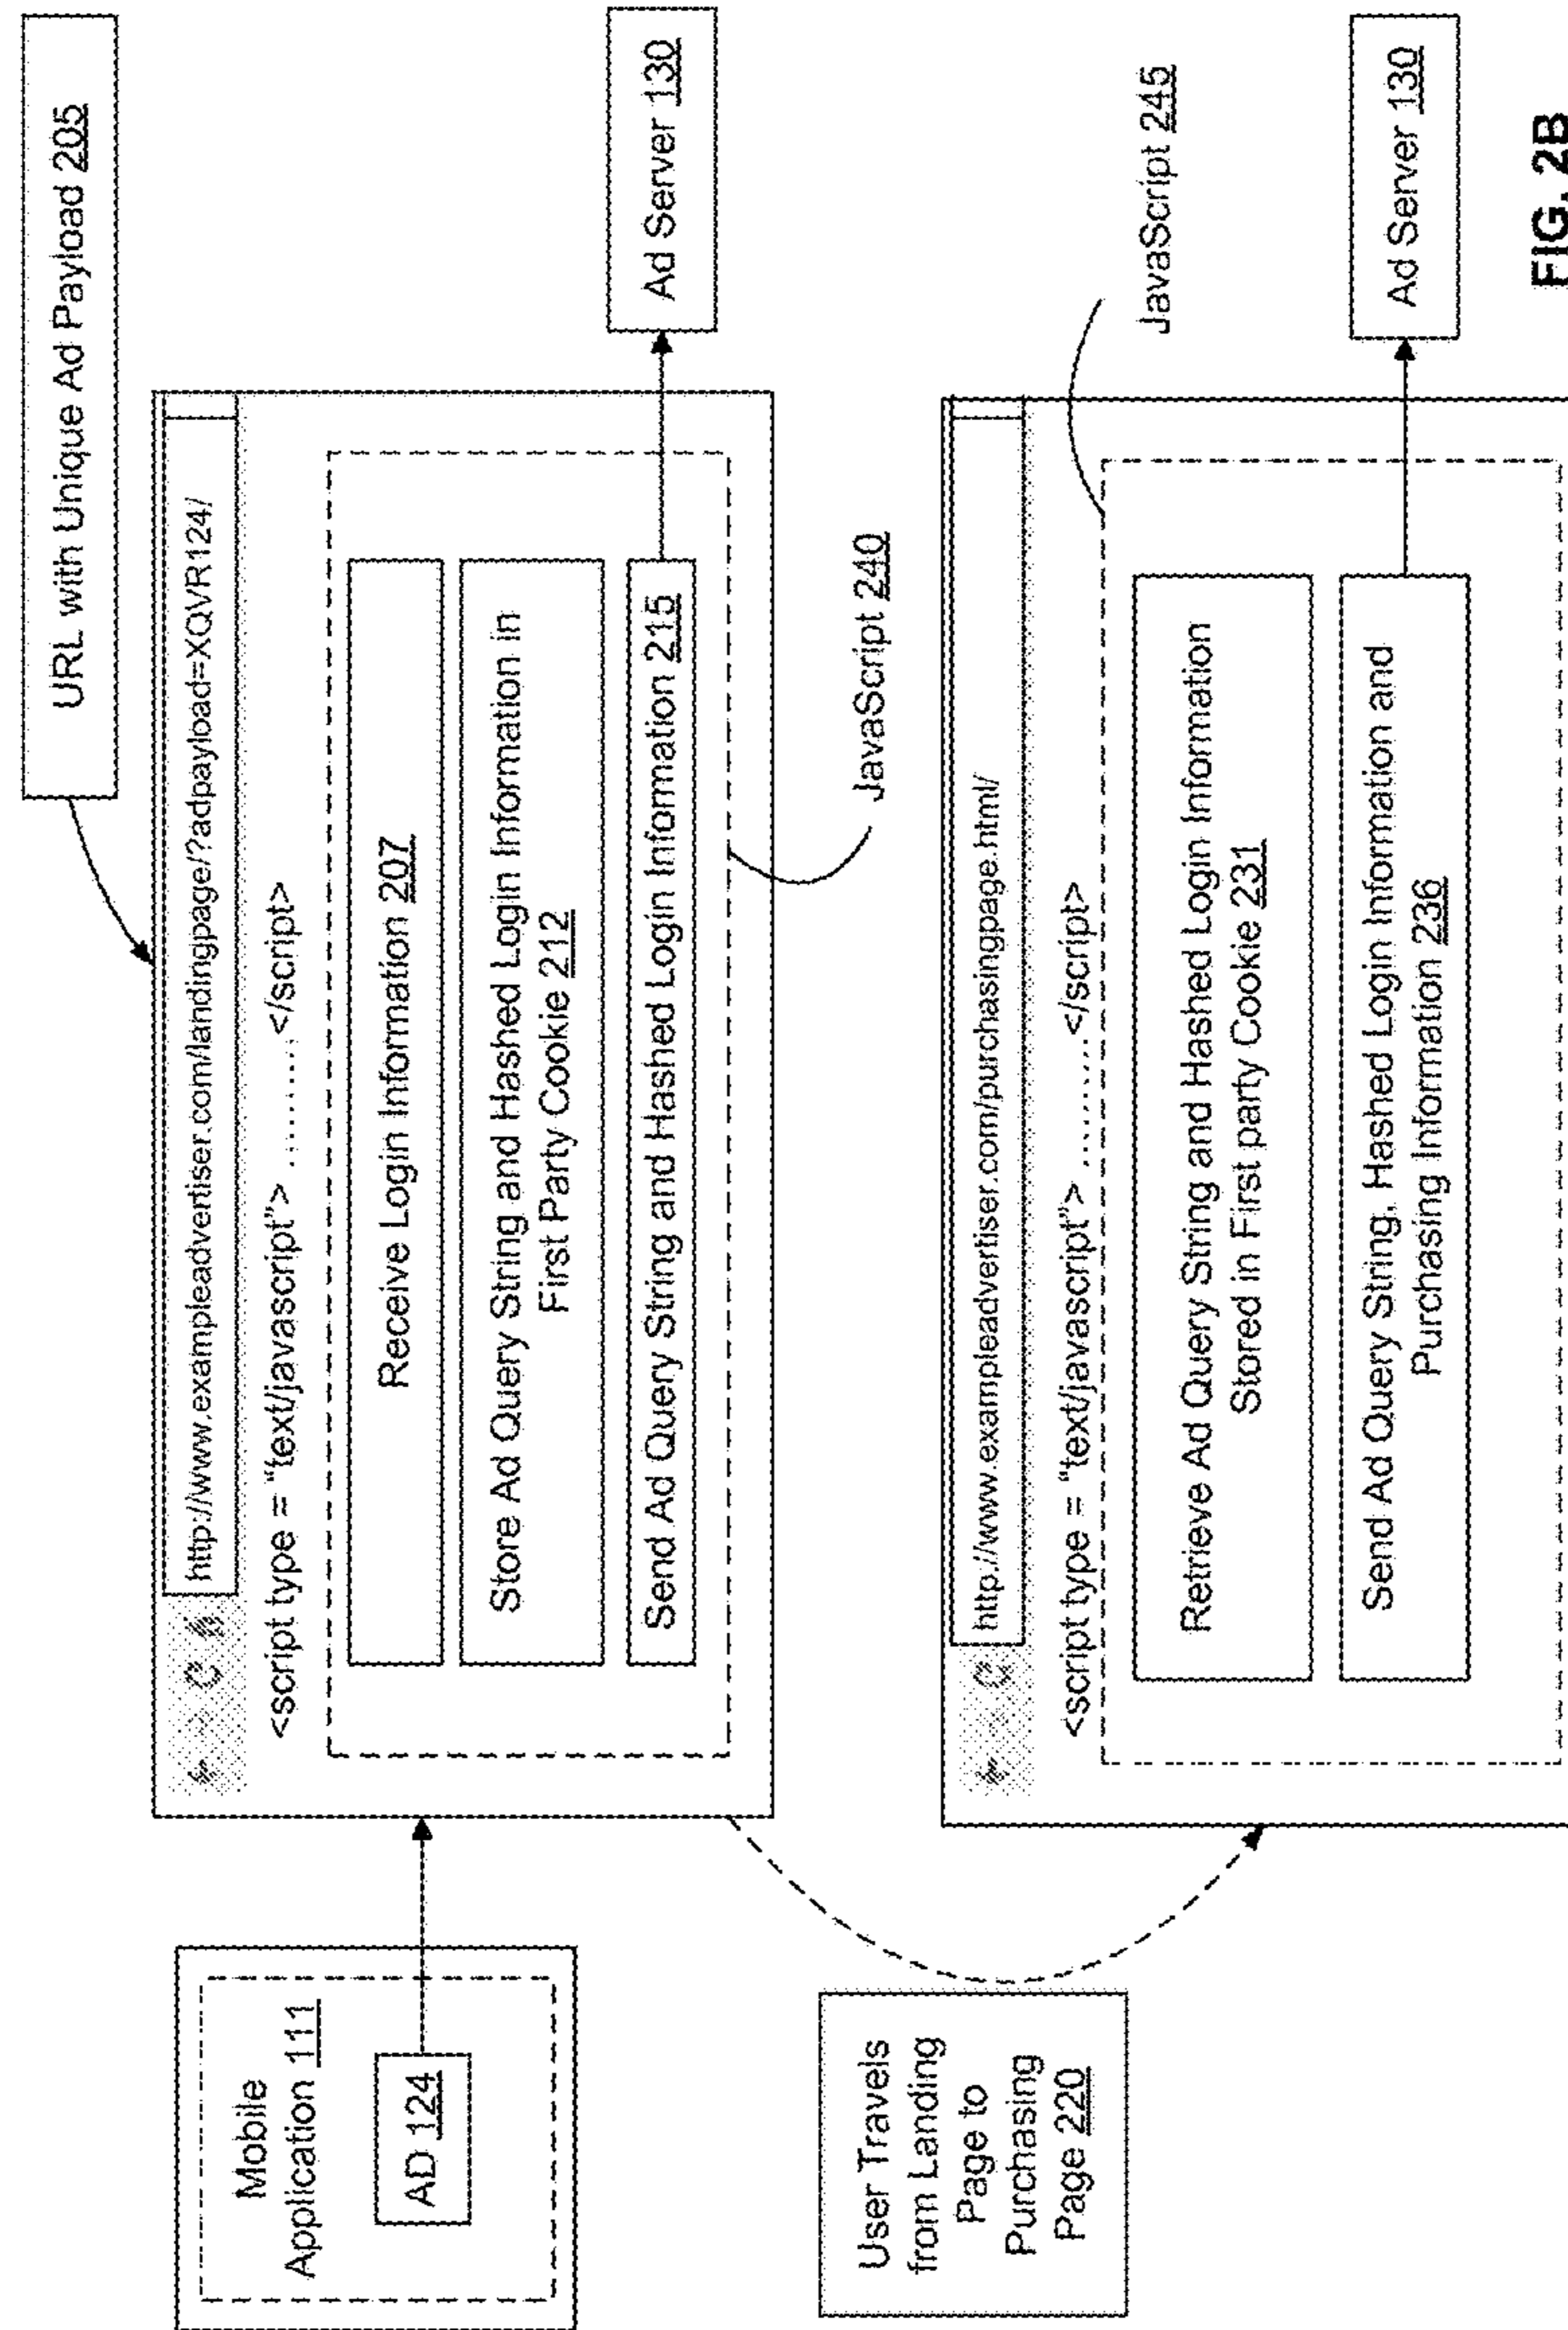 URL with Unique Ad Payload 205
Mobile
Application 111
AD 124
http://www.exampleadvertiser.com/landingpage/?adpayload=XQVR124/
<script type = "text/javascript"> ......... </script>
Receive Login Information 207
Store Ad Query String and Hashed Login Information in
First Party Cookie 212
Send Ad Query String and Hashed Login Information 215
Ad Server 130
JavaScript 240
User Travels
from Landing
Page to
Purchasing
Page 220
http://www.exampleadvertiser.com/purchasingpage.html/
<script type = "text/javascript"> ......... </script>
Retrieve Ad Query String and Hashed Login Information
Stored in First party Cookie 231
Send Ad Query String, Hashed Login Information and
Purchasing Information 236
JavaScript 245
Ad Server 130
FIG. 2B